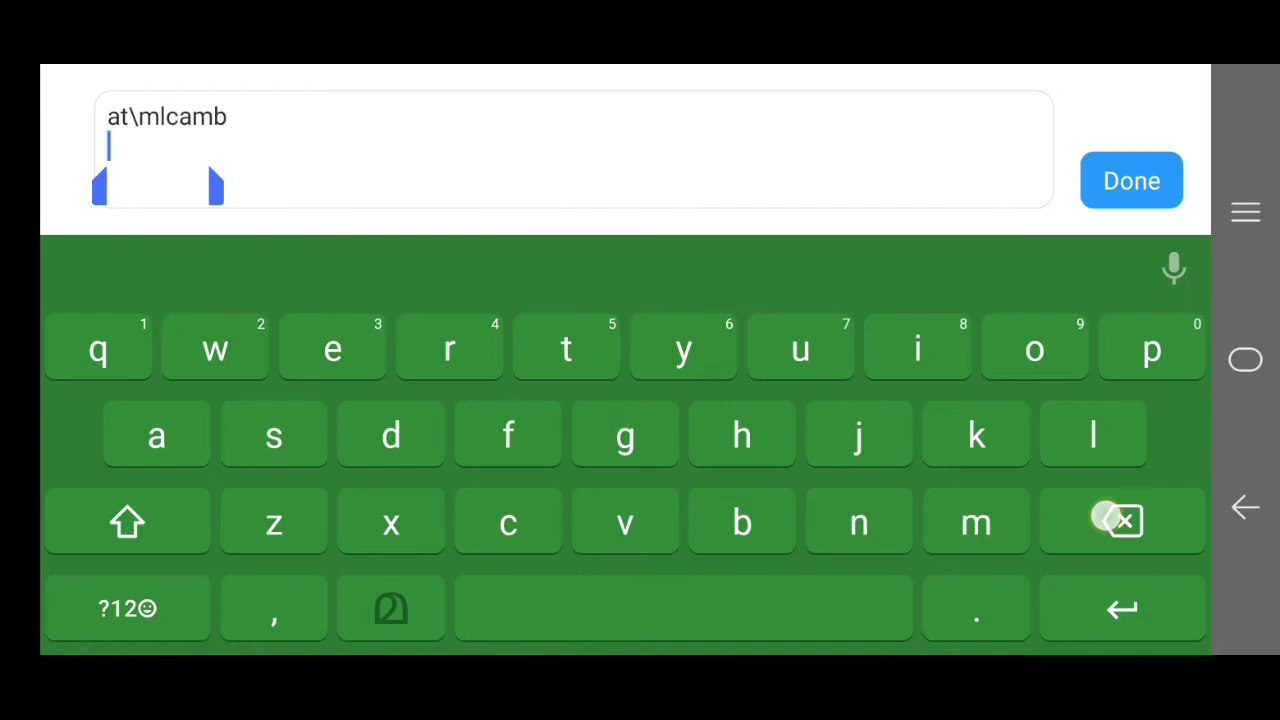 at\mlcamb
Done
1 2 3 4 5 6 7 8 9 0
q w e r t y u i o p
a s d f g h j k l
z x c v b n m
?12☺ , മ .